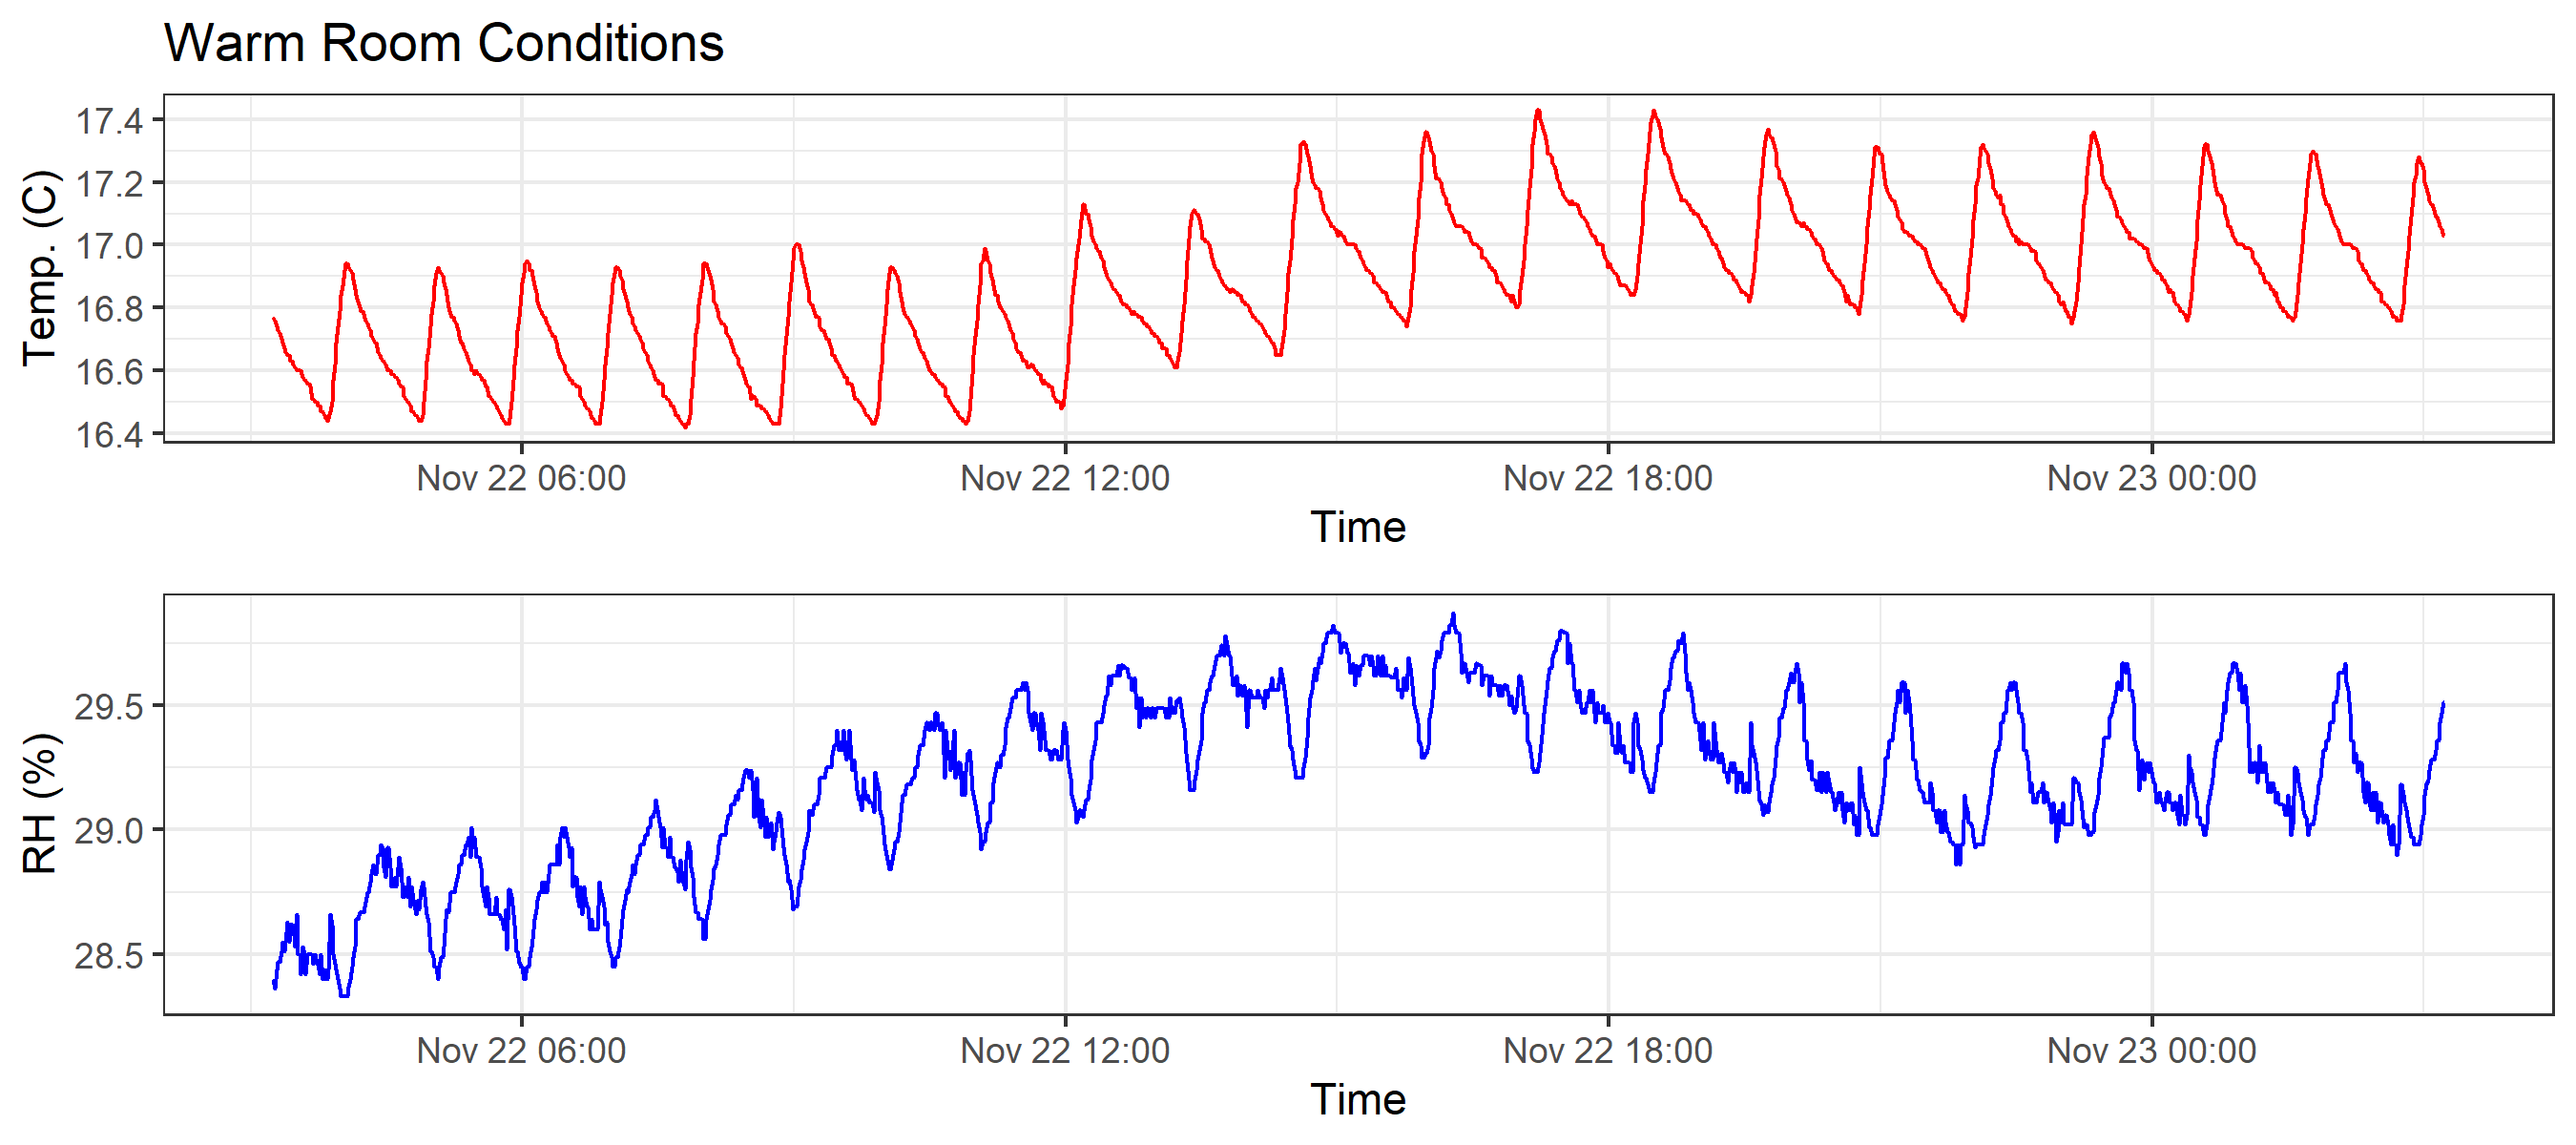 Warm Room Conditions
Temp. (C)
17.4
17.2
17.0
16.8
16.6
16.4
Nov 22 06:00 Nov 22 12:00 Nov 22 18:00 Nov 23 00:00
Time
RH (%)
29.5
29.0
28.5
Nov 22 06:00 Nov 22 12:00 Nov 22 18:00 Nov 23 00:00
Time